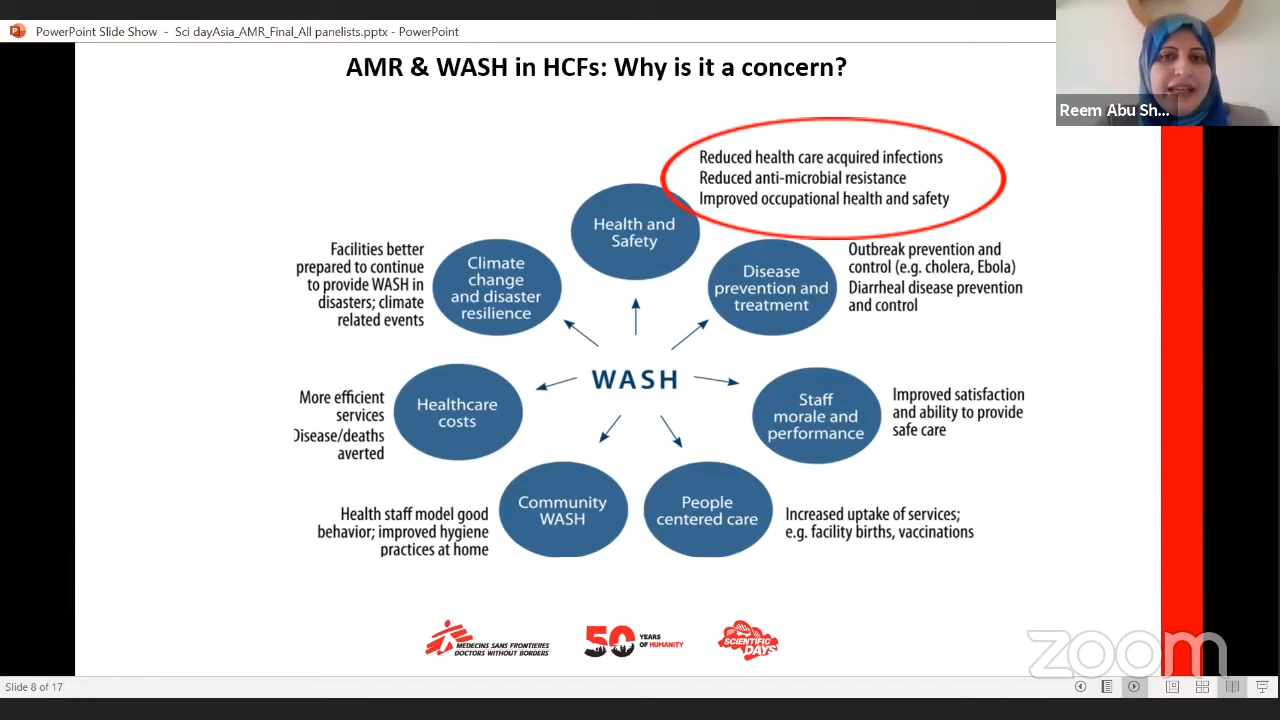 PowerPoint Slide Show - Sci dayAsia_AMR_Final_All panelists.pptx - PowerPoint
AMR & WASH in HCFs: Why is it a concern?
Reem Abu Sh...
Reduced health care acquired infections
Reduced anti-microbial resistance
Improved occupational health and safety
Health and
Safety
Facilities better
prepared to continue
to provide WASH in
disasters; climate
related events
Climate
change
and disaster
resilience
Disease
prevention and
treatment
Outbreak prevention and
control (e.g. cholera, Ebola)
Diarrheal disease prevention
and control
WASH
More efficient
services
Disease/deaths
averted
Healthcare
costs
Staff
morale and
performance
Improved satisfaction
and ability to provide
safe care
Health staff model good
behavior; improved hygiene
practices at home
Community
WASH
People
centered care
Increased uptake of services;
e.g. facility births, vaccinations
MEDECINS SANS FRONTIERES
DOCTORS WITHOUT BORDERS
50 YEARS
OF HUMANITY
SCIENTIFIC
DAYS
zoom
Slide 8 of 17